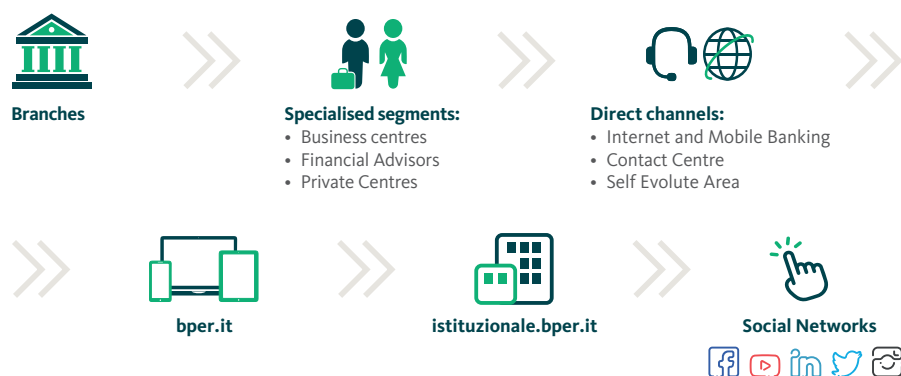 Branches
Specialised segments:
• Business centres
• Financial Advisors
• Private Centres
Direct channels:
• Internet and Mobile Banking
• Contact Centre
• Self Evolute Area
bper.it
istituzionale.bper.it
Social Networks